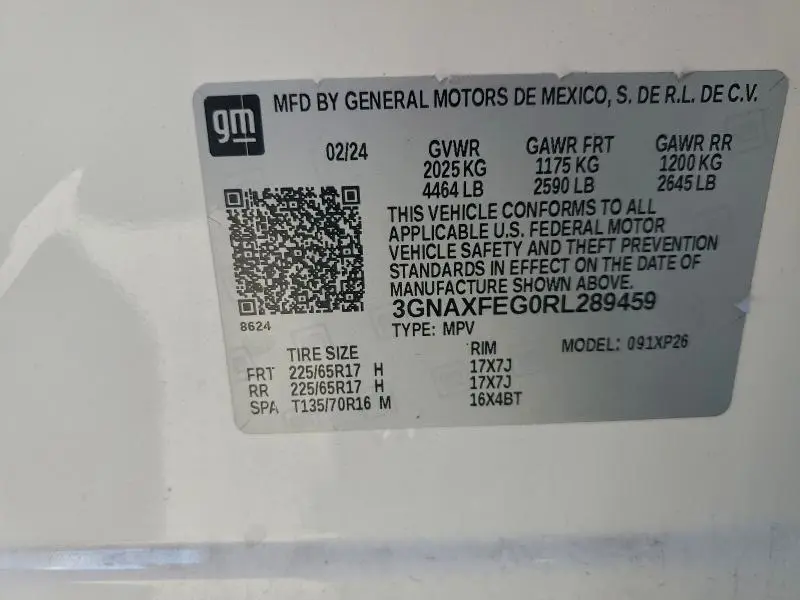 gm
MFD BY GENERAL MOTORS DE MEXICO, S. DE R.L. DE C.V.
02/24 GVWR GAWR FRT GAWR RR
2025 KG 1175 KG 1200 KG
4464 LB 2590 LB 2645 LB
THIS VEHICLE CONFORMS TO ALL
APPLICABLE U.S. FEDERAL MOTOR
VEHICLE SAFETY AND THEFT PREVENTION
STANDARDS IN EFFECT ON THE DATE OF
MANUFACTURE SHOWN ABOVE.
3GNAXFEG0RL289459
8624
TYPE: MPV MODEL: 091XP26
TIRE SIZE RIM
FRT 225/65R17 H 17X7J
RR 225/65R17 H 17X7J
SPA T135/70R16 M 16X4BT